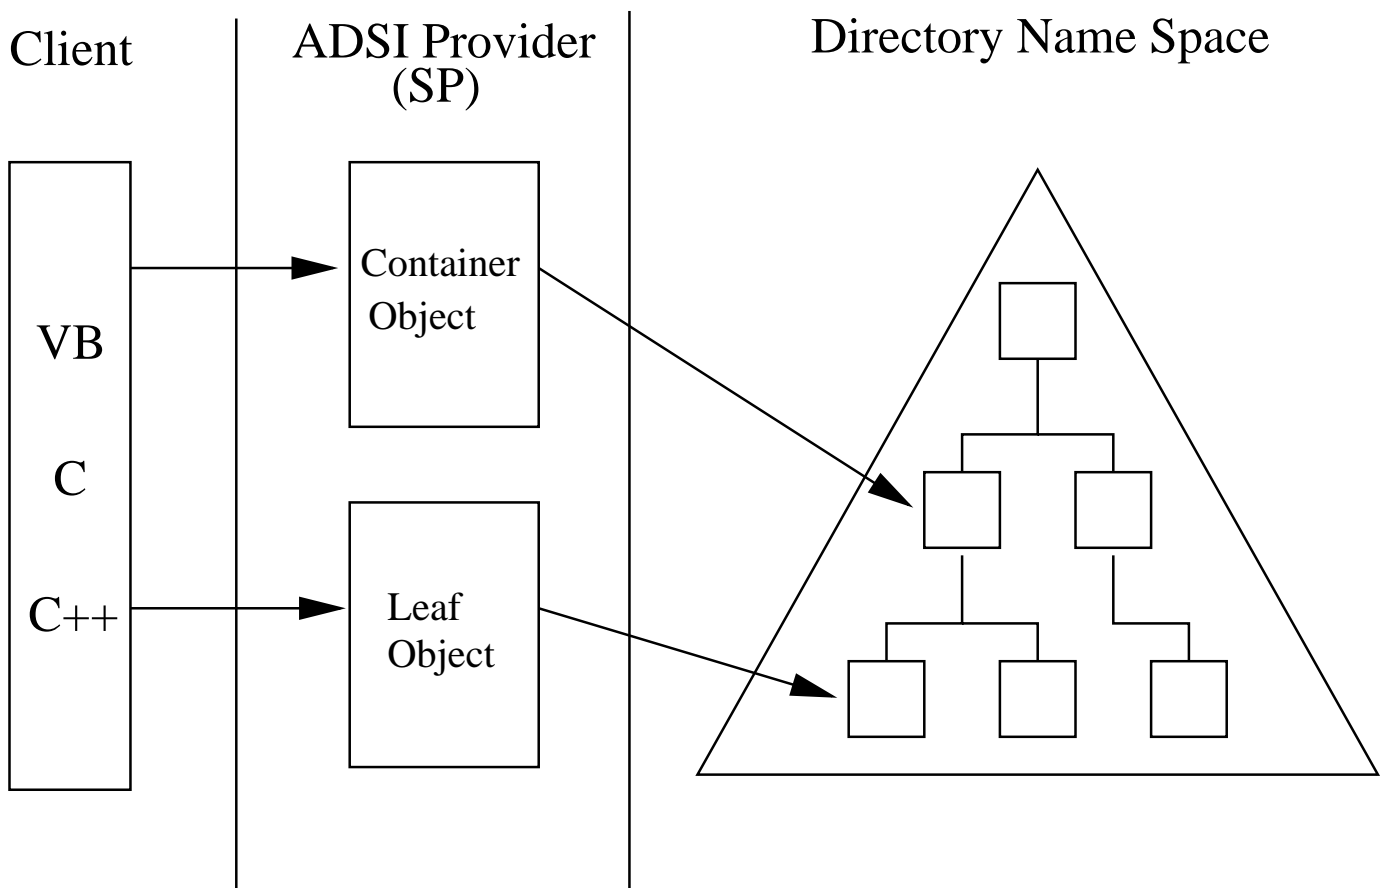 Client
ADSI Provider
(SP)
Directory Name Space
VB
C
C++
Container
Object
Leaf
Object